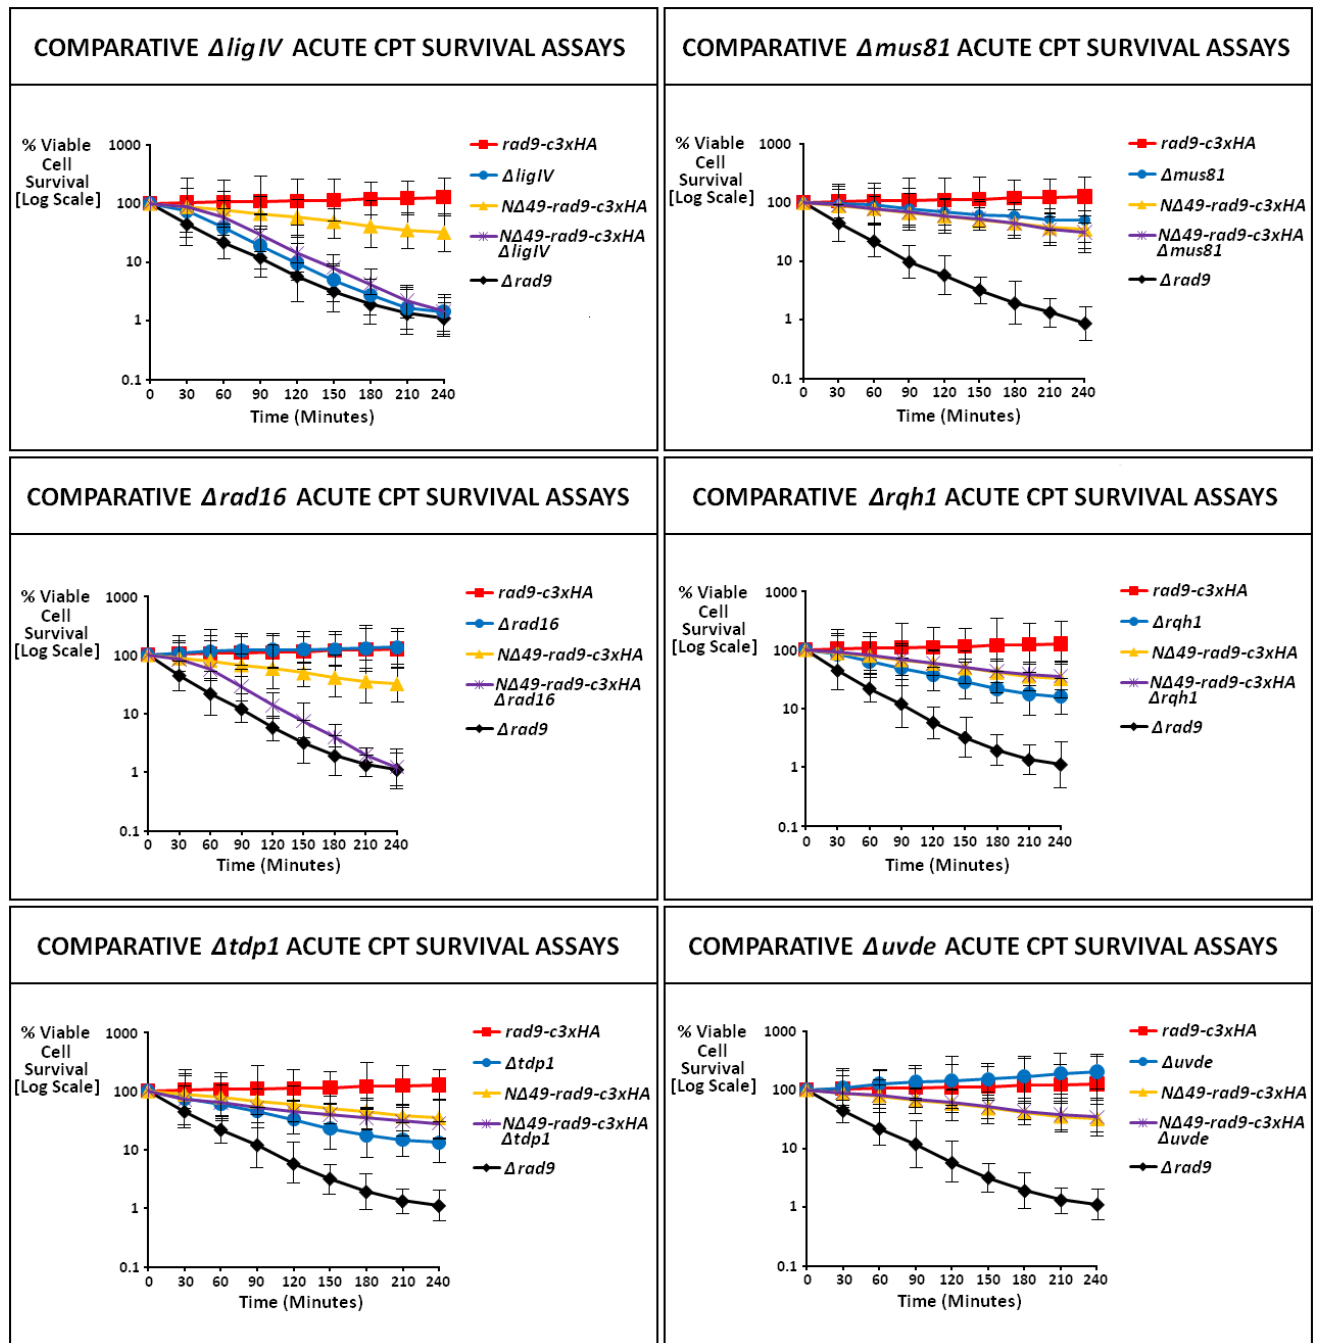 COMPARATIVE ΔligIV ACUTE CPT SURVIVAL ASSAYS
% Viable
Cell
Survival
[Log Scale]
1000
100
10
1
0.1
0 30 60 90 120 150 180 210 240
Time (Minutes)
rad9-c3xHA
ΔligIV
NΔ49-rad9-c3xHA
NΔ49-rad9-c3xHA
ΔligIV
Δrad9
COMPARATIVE Δmus81 ACUTE CPT SURVIVAL ASSAYS
% Viable
Cell
Survival
[Log Scale]
1000
100
10
1
0.1
0 30 60 90 120 150 180 210 240
Time (Minutes)
rad9-c3xHA
Δmus81
NΔ49-rad9-c3xHA
NΔ49-rad9-c3xHA
Δmus81
Δrad9
COMPARATIVE Δrad16 ACUTE CPT SURVIVAL ASSAYS
% Viable
Cell
Survival
[Log Scale]
1000
100
10
1
0.1
0 30 60 90 120 150 180 210 240
Time (Minutes)
rad9-c3xHA
Δrad16
NΔ49-rad9-c3xHA
NΔ49-rad9-c3xHA
Δrad16
Δrad9
COMPARATIVE Δrqh1 ACUTE CPT SURVIVAL ASSAYS
% Viable
Cell
Survival
[Log Scale]
1000
100
10
1
0.1
0 30 60 90 120 150 180 210 240
Time (Minutes)
rad9-c3xHA
Δrqh1
NΔ49-rad9-c3xHA
NΔ49-rad9-c3xHA
Δrqh1
Δrad9
COMPARATIVE Δtdp1 ACUTE CPT SURVIVAL ASSAYS
% Viable
Cell
Survival
[Log Scale]
1000
100
10
1
0.1
0 30 60 90 120 150 180 210 240
Time (Minutes)
rad9-c3xHA
Δtdp1
NΔ49-rad9-c3xHA
NΔ49-rad9-c3xHA
Δtdp1
Δrad9
COMPARATIVE Δuvde ACUTE CPT SURVIVAL ASSAYS
% Viable
Cell
Survival
[Log Scale]
1000
100
10
1
0.1
0 30 60 90 120 150 180 210 240
Time (Minutes)
rad9-c3xHA
Δuvde
NΔ49-rad9-c3xHA
NΔ49-rad9-c3xHA
Δuvde
Δrad9